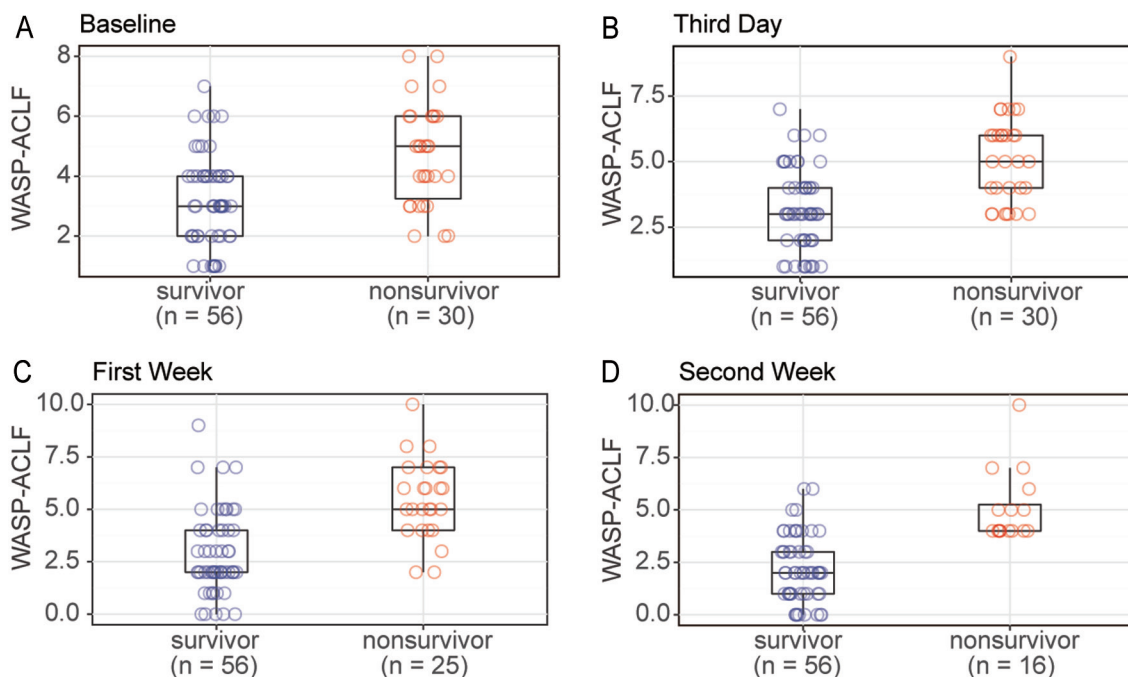 A Baseline
WASP-ACLF
8
6
4
2
survivor
(n = 56)
nonsurvivor
(n = 30)
B Third Day
WASP-ACLF
7.5
5.0
2.5
survivor
(n = 56)
nonsurvivor
(n = 30)
C First Week
WASP-ACLF
10.0
7.5
5.0
2.5
0.0
survivor
(n = 56)
nonsurvivor
(n = 25)
D Second Week
WASP-ACLF
10.0
7.5
5.0
2.5
0.0
survivor
(n = 56)
nonsurvivor
(n = 16)